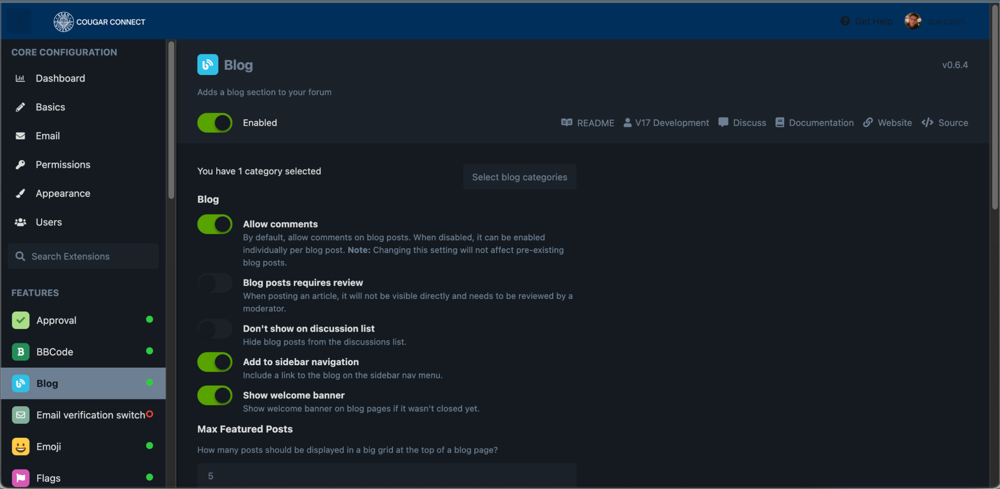 KEAN UNIVERSITY
COUGAR CONNECT
Get Help
quezadri
CORE CONFIGURATION
Dashboard
Basics
Email
Permissions
Appearance
Users
Search Extensions
FEATURES
Approval
B BBCode
Blog
Email verification switch
Emoji
Flags
Blog
v0.6.4
Adds a blog section to your forum
Enabled
README V17 Development Discuss Documentation Website Source
You have 1 category selected
Select blog categories
Blog
Allow comments
By default, allow comments on blog posts. When disabled, it can be enabled
individually per blog post. Note: Changing this setting will not affect pre-existing
blog posts.
Blog posts requires review
When posting an article, it will not be visible directly and needs to be reviewed by a
moderator.
Don't show on discussion list
Hide blog posts from the discussions list.
Add to sidebar navigation
Include a link to the blog on the sidebar nav menu.
Show welcome banner
Show welcome banner on blog pages if it wasn't closed yet.
Max Featured Posts
How many posts should be displayed in a big grid at the top of a blog page?
5